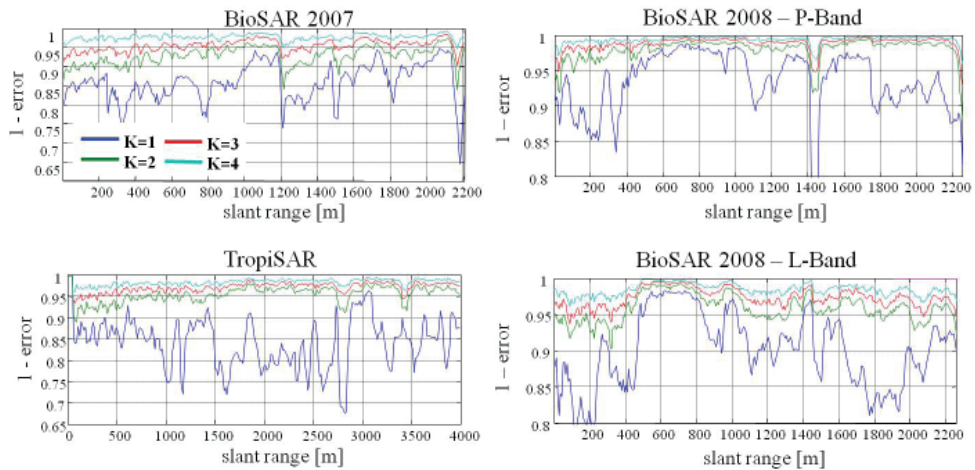 BioSAR 2007
1
0.95
0.9
0.85
0.8
0.75
0.7
0.65
1 - error
K=1 K=3
K=2 K=4
200 400 600 800 1000 1200 1400 1600 1800 2000 2200
slant range [m]
BioSAR 2008 – P-Band
1
0.95
0.9
0.85
0.8
1 – error
200 400 600 800 1000 1200 1400 1600 1800 2000 2200
slant range [m]
TropiSAR
1
0.95
0.9
0.85
0.8
0.75
0.7
0.65
1 - error
0 500 1000 1500 2000 2500 3000 3500 4000
slant range [m]
BioSAR 2008 – L-Band
1
0.95
0.9
0.85
0.8
1 – error
200 400 600 800 1000 1200 1400 1600 1800 2000 2200
slant range [m]